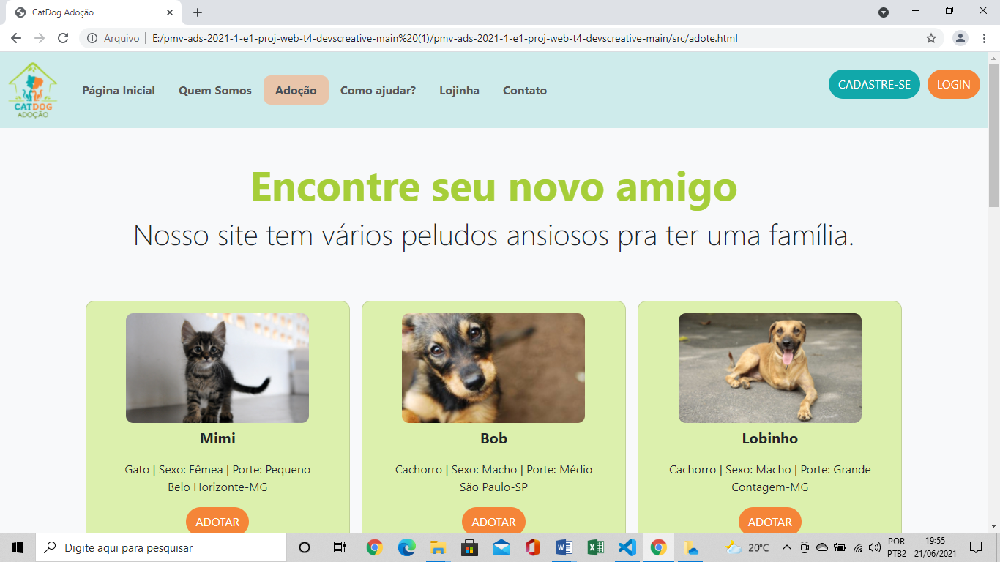 CatDog Adoção
Arquivo | E:/pmv-ads-2021-1-e1-proj-web-t4-devscreative-main%20(1)/pmv-ads-2021-1-e1-proj-web-t4-devscreative-main/src/adote.html
CATDOG
ADOÇÃO
Página Inicial Quem Somos Adoção Como ajudar? Lojinha Contato CADASTRE-SE LOGIN
Encontre seu novo amigo
Nosso site tem vários peludos ansiosos pra ter uma família.
Mimi
Gato | Sexo: Fêmea | Porte: Pequeno
Belo Horizonte-MG
ADOTAR
Bob
Cachorro | Sexo: Macho | Porte: Médio
São Paulo-SP
ADOTAR
Lobinho
Cachorro | Sexo: Macho | Porte: Grande
Contagem-MG
ADOTAR
Digite aqui para pesquisar
20°C
POR
PTB2
19:55
21/06/2021